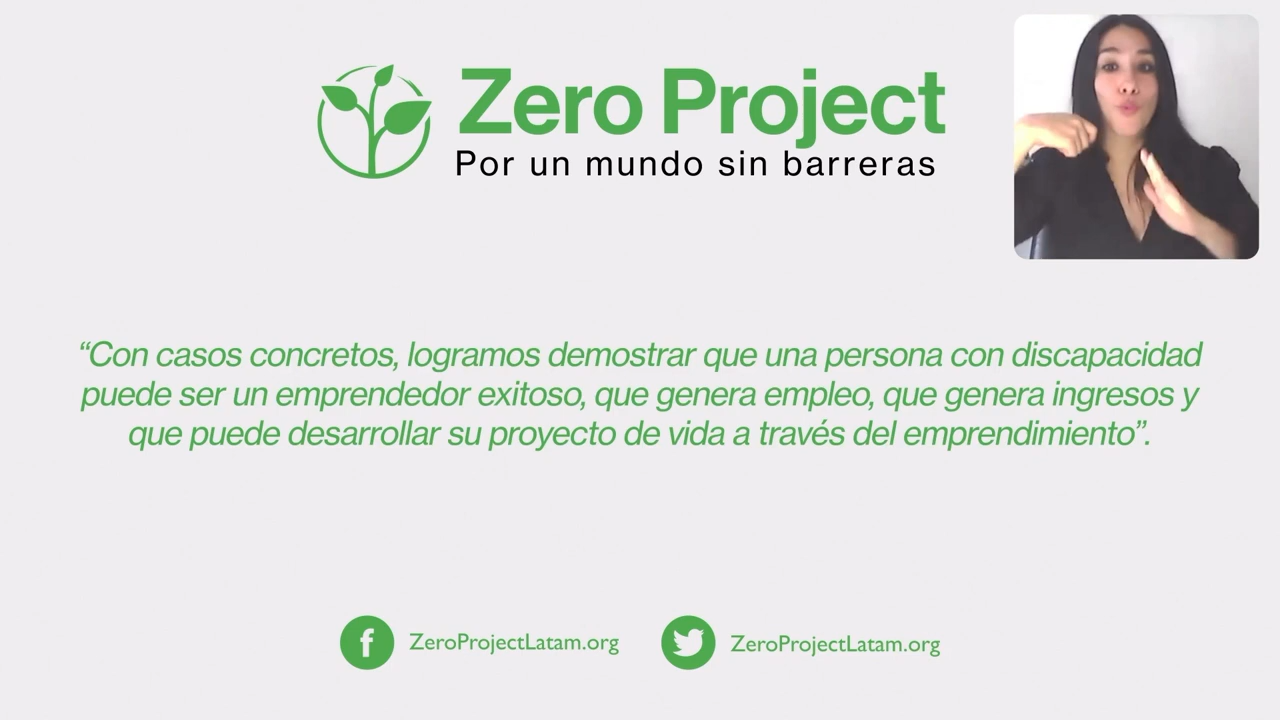 Zero Project
Por un mundo sin barreras
“Con casos concretos, logramos demostrar que una persona con discapacidad
puede ser un emprendedor exitoso, que genera empleo, que genera ingresos y
que puede desarrollar su proyecto de vida a través del emprendimiento”.
ZeroProjectLatam.org
ZeroProjectLatam.org